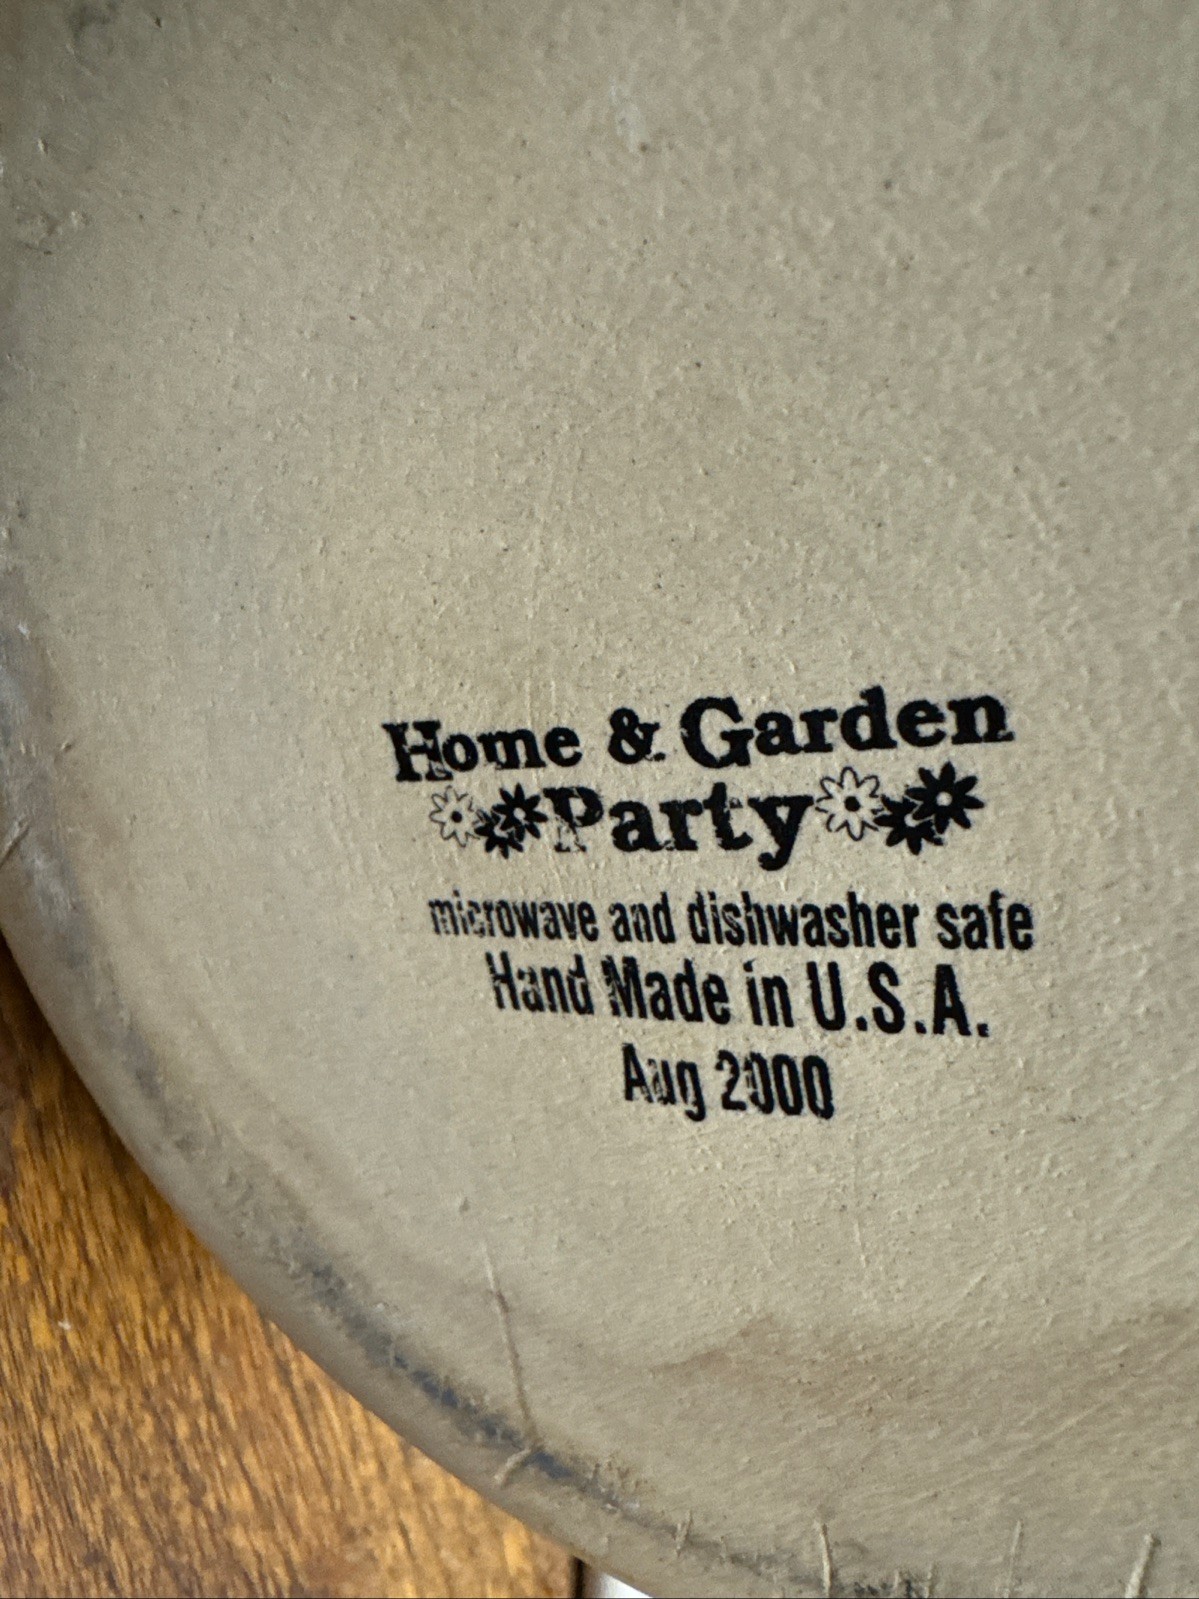 Home & Garden
Party
microwave and dishwasher safe
Hand Made in U.S.A.
Aug 2000